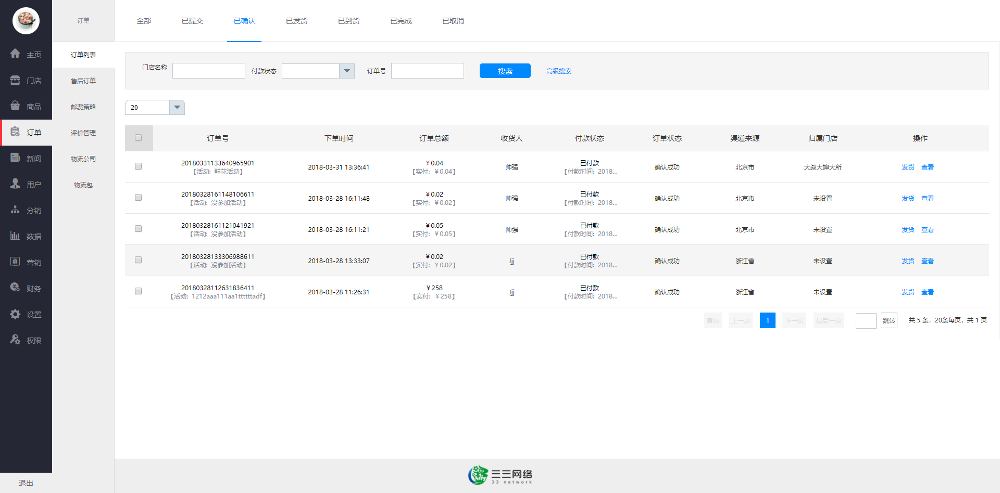 主页
门店
商品
订单
新闻
用户
分销
数据
营销
财务
设置
权限
退出
订单
订单列表
售后订单
邮费策略
评价管理
物流公司
物流包
全部 已提交 已确认 已发货 已到货 已完成 已取消
门店名称 付款状态 订单号 搜索 高级搜索
20
订单号 下单时间 订单总额 收货人 付款状态 订单状态 渠道来源 归属门店 操作
20180331133640965901 2018-03-31 13:36:41 ¥0.04 帅强 已付款 确认成功 北京市 大叔大婶大所 发货 查看
【活动: 鲜花活动】 【实付: ¥0.04】 【付款时间: 2018...
20180328161148106611 2018-03-28 16:11:48 ¥0.02 帅强 已付款 确认成功 北京市 未设置 发货 查看
【活动: 没参加活动】 【实付: ¥0.02】 【付款时间: 2018...
20180328161121041921 2018-03-28 16:11:21 ¥0.05 帅强 已付款 确认成功 北京市 未设置 发货 查看
【活动: 没参加活动】 【实付: ¥0.05】 【付款时间: 2018...
20180328133306988611 2018-03-28 13:33:07 ¥0.02 Jjj 已付款 确认成功 浙江省 未设置 发货 查看
【活动: 没参加活动】 【实付: ¥0.02】 【付款时间: 2018...
20180328112631836411 2018-03-28 11:26:31 ¥258 Jjj 已付款 确认成功 浙江省 未设置 发货 查看
【活动: 1212aaa111aa1ttttttadf】 【实付: ¥258】 【付款时间: 2018...
首页 上一页 1 下一页 最后一页 跳转 共 5 条，20条每页，共 1 页
三三网络
33 network